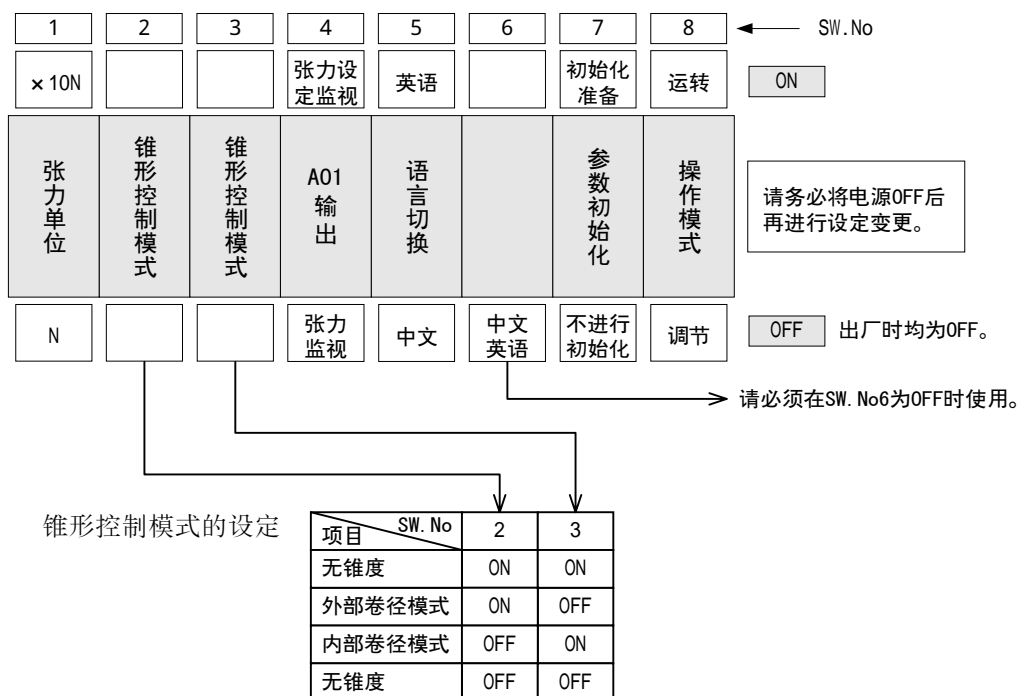 1 2 3 4 5 6 7 8 SW.No
×10N 张力设定监视 英语 初始化准备 运转 ON
张力单位 锥形控制模式 锥形控制模式 A01输出 语言切换 参数初始化 操作模式
请务必将电源OFF后
再进行设定变更。
N 张力监视 中文 中文英语 不进行初始化 调节 OFF 出厂时均为OFF。
请必须在SW.No6为OFF时使用。
锥形控制模式的设定
项目 SW.No 2 3
无锥度 ON ON
外部卷径模式 ON OFF
内部卷径模式 OFF ON
无锥度 OFF OFF